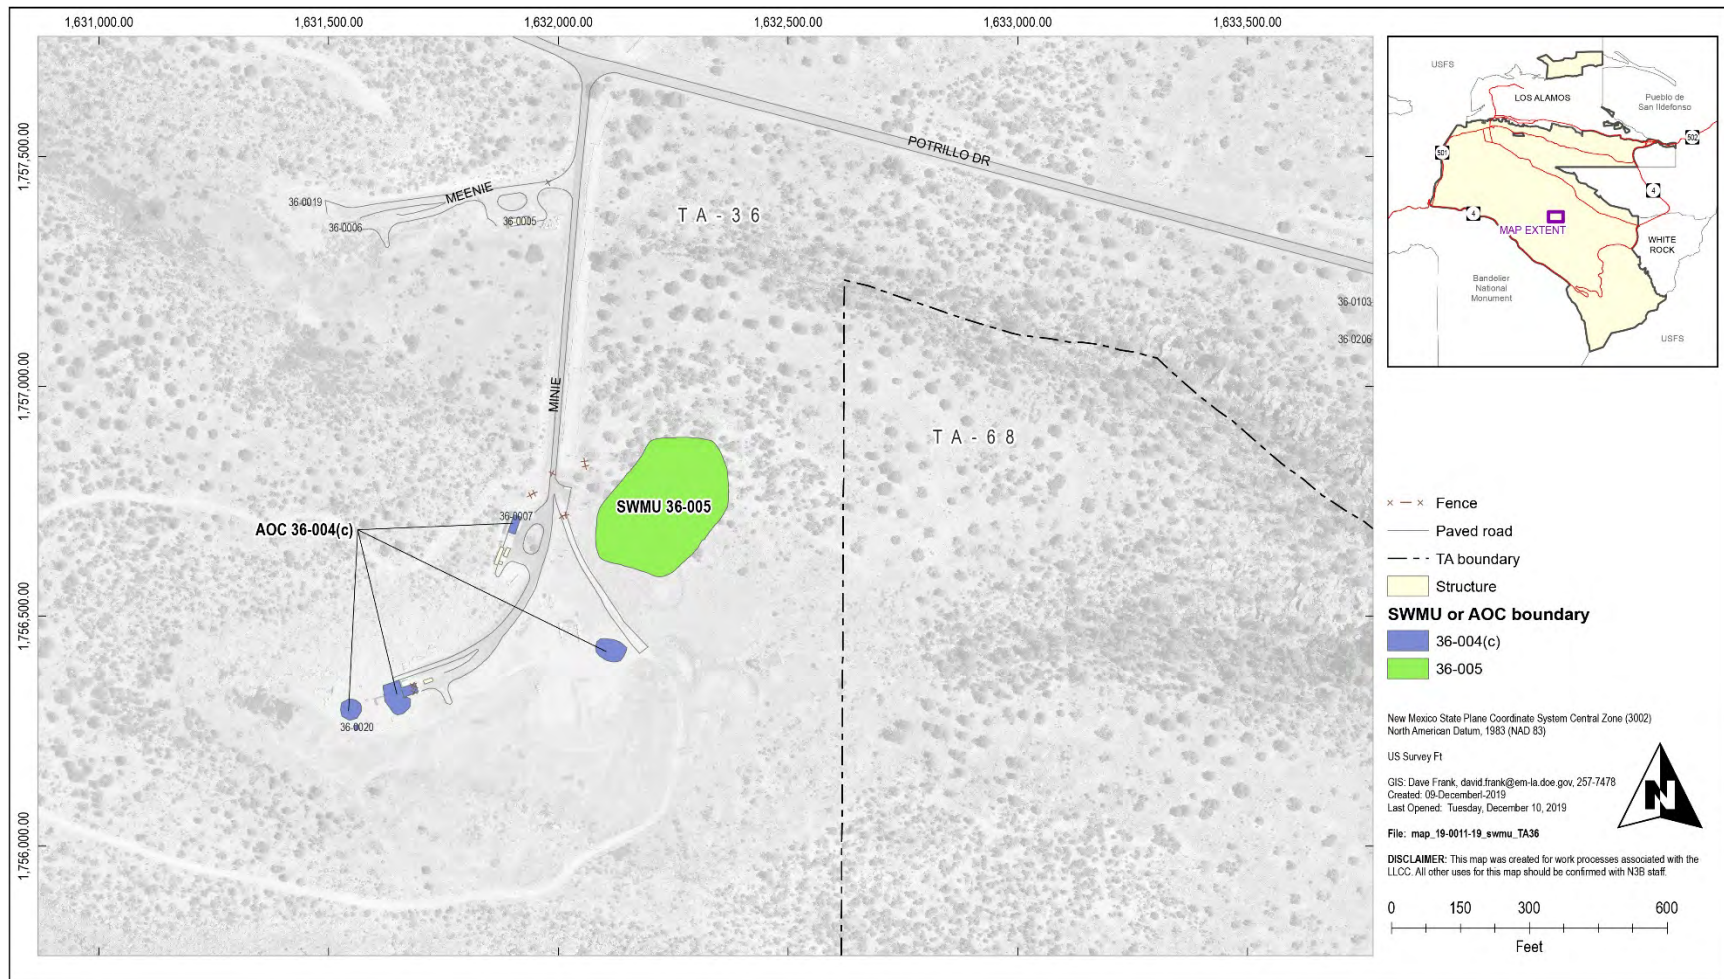 1,631,000.00
1,631,500.00
1,632,000.00
1,632,500.00
1,633,000.00
1,633,500.00
1,757,500.00
1,757,000.00
1,756,500.00
1,756,000.00
POTRILLO DR
MEENIE
36-0019
36-0006
36-0005
TA-36
MINIE
36-0103
36-0206
TA-68
SWMU 36-005
36-0007
AOC 36-004(c)
36-0020
USFS
LOS ALAMOS
Pueblo de
San Ildefonso
501
502
4
4
MAP EXTENT
WHITE
ROCK
Bandelier
National
Monument
USFS
Fence
Paved road
TA boundary
Structure
SWMU or AOC boundary
36-004(c)
36-005
New Mexico State Plane Coordinate System Central Zone (3002)
North American Datum, 1983 (NAD 83)
US Survey Ft
GIS: Dave Frank, david.frank@em-la.doe.gov, 257-7478
Created: 09-Decemberl-2019
Last Opened: Tuesday, December 10, 2019
File: map_19-0011-19_swmu_TA36
DISCLAIMER: This map was created for work processes associated with the
LLCC. All other uses for this map should be confirmed with N3B staff.
N
0 150 300 600
Feet